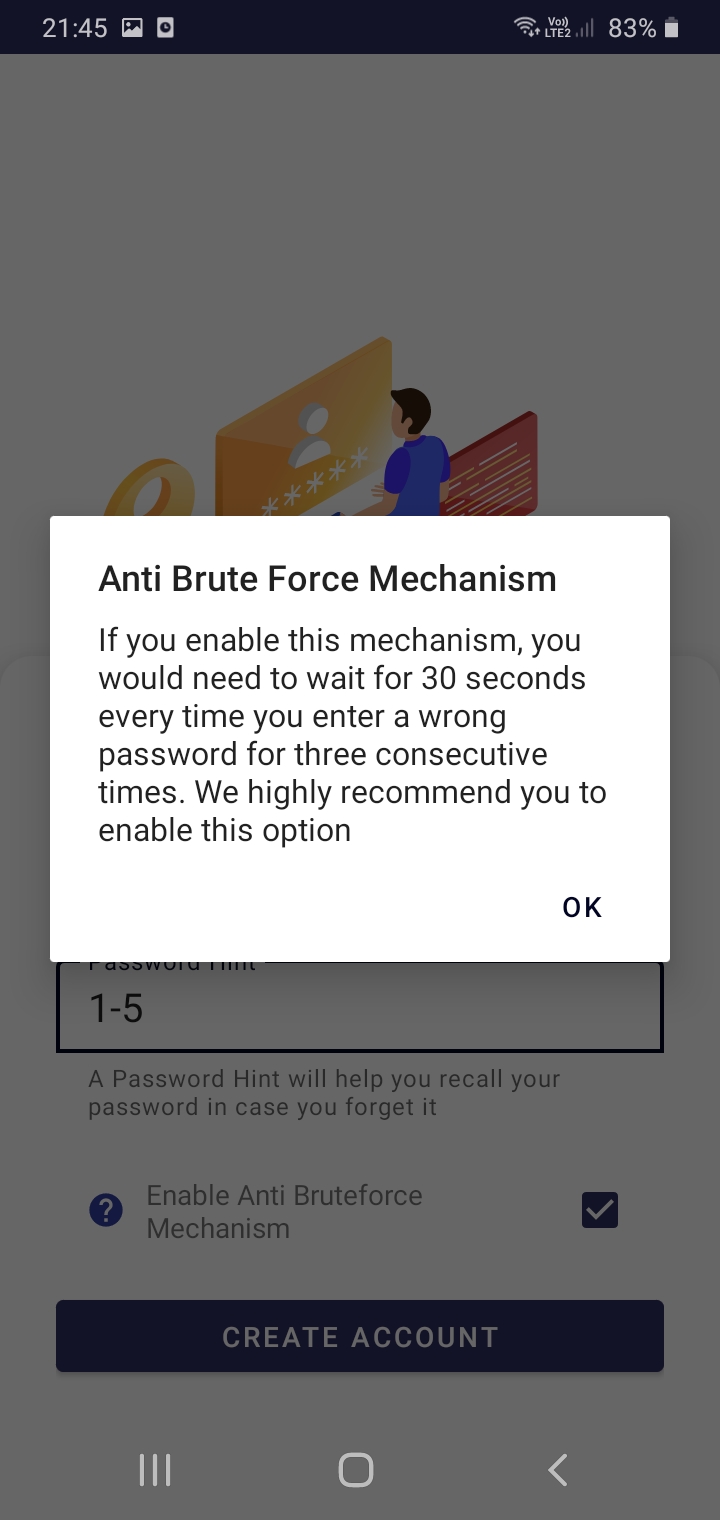 21:45
Vo)) LTE2 83%
Anti Brute Force Mechanism
If you enable this mechanism, you
would need to wait for 30 seconds
every time you enter a wrong
password for three consecutive
times. We highly recommend you to
enable this option
OK
Password Hint
1-5
A Password Hint will help you recall your
password in case you forget it
? Enable Anti Bruteforce
Mechanism
CREATE ACCOUNT